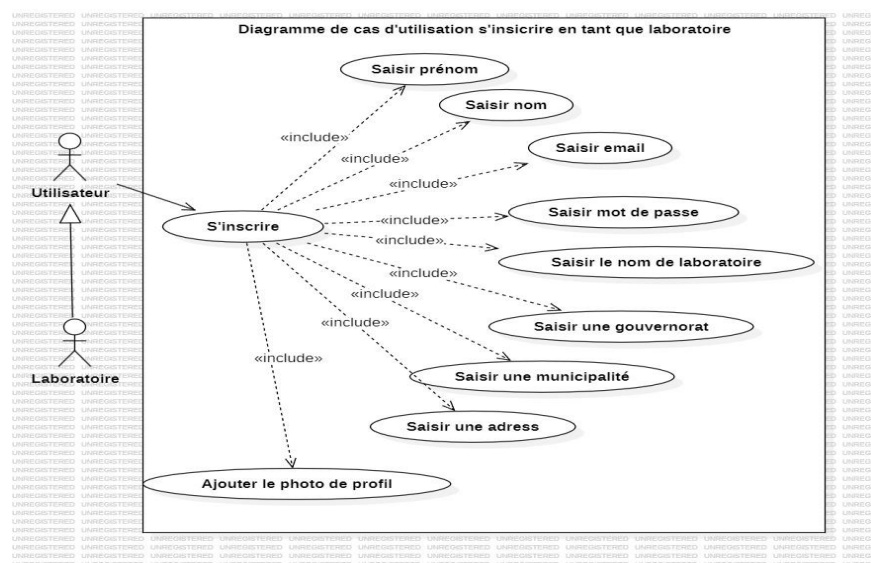 Diagramme de cas d'utilisation s'insicrire en tant que laboratoire
Saisir prénom
Saisir nom
«include»
«include»
Saisir email
«include»
Utilisateur
Saisir mot de passe
«include»
S'inscrire
«include»
Saisir le nom de laboratoire
«include»
«include»
«include»
Saisir une gouvernorat
«include»
Laboratoire
Saisir une municipalité
Saisir une adress
Ajouter le photo de profil
UNREGISTERED